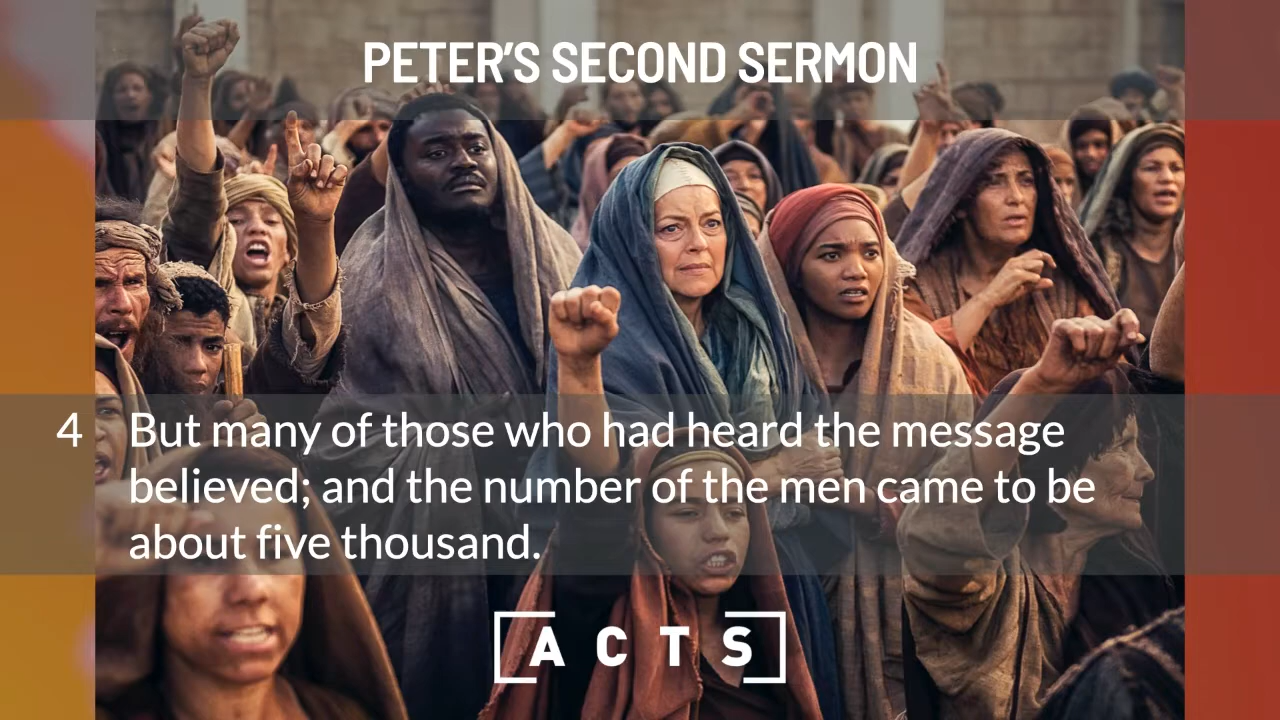 PETER'S SECOND SERMON
4 But many of those who had heard the message
believed; and the number of the men came to be
about five thousand.
ACTS